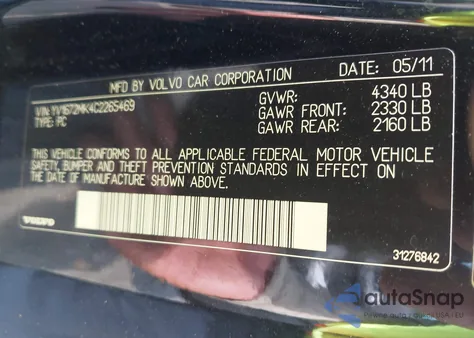 MFD BY VOLVO CAR CORPORATION DATE: 05/11
VIN: YV1672MK4C2265469
TYPE: PC
GVWR: 4340 LB
GAWR FRONT: 2330 LB
GAWR REAR: 2160 LB
THIS VEHICLE CONFORMS TO ALL APPLICABLE FEDERAL MOTOR VEHICLE
SAFETY, BUMPER AND THEFT PREVENTION STANDARDS IN EFFECT ON
THE DATE OF MANUFACTURE SHOWN ABOVE.
VOLVO
31276842
autaSnap